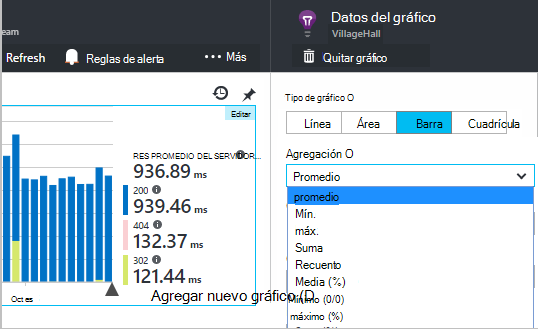 eam
Refresh
Reglas de alerta
••• Más
Editar
RES PROMEDIO DEL SERVIDOR...
936.89 ms
200
939.46 ms
404
132.37 ms
302
121.44 ms
Oct es
Agregar nuevo gráfico (D
Datos del gráfico
VillageHall
Quitar gráfico
Tipo de gráfico O
Línea
Área
Barra
Cuadrícula
Agregación O
Promedio
promedio
Mín.
máx.
Suma
Recuento
Media (%)
Mínimo (0/0)
máximo (%)